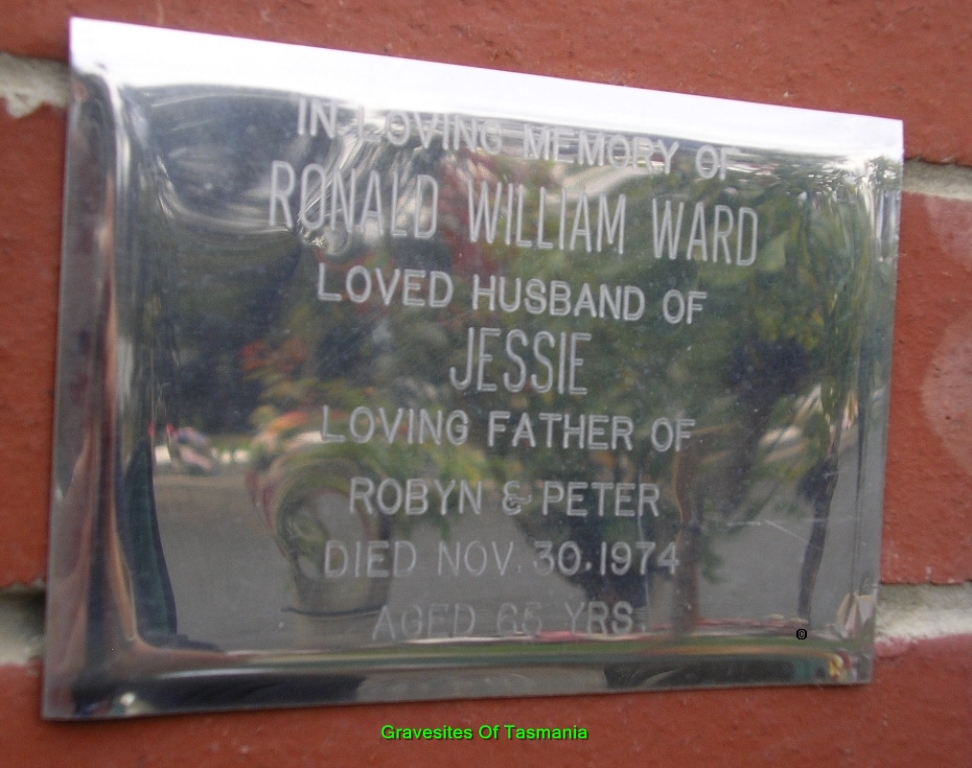 IN LOVING MEMORY OF
RONALD WILLIAM WARD
LOVED HUSBAND OF
JESSIE
LOVING FATHER OF
ROBYN & PETER
DIED NOV. 30. 1974
AGED 65 YRS.
©
Gravesites Of Tasmania